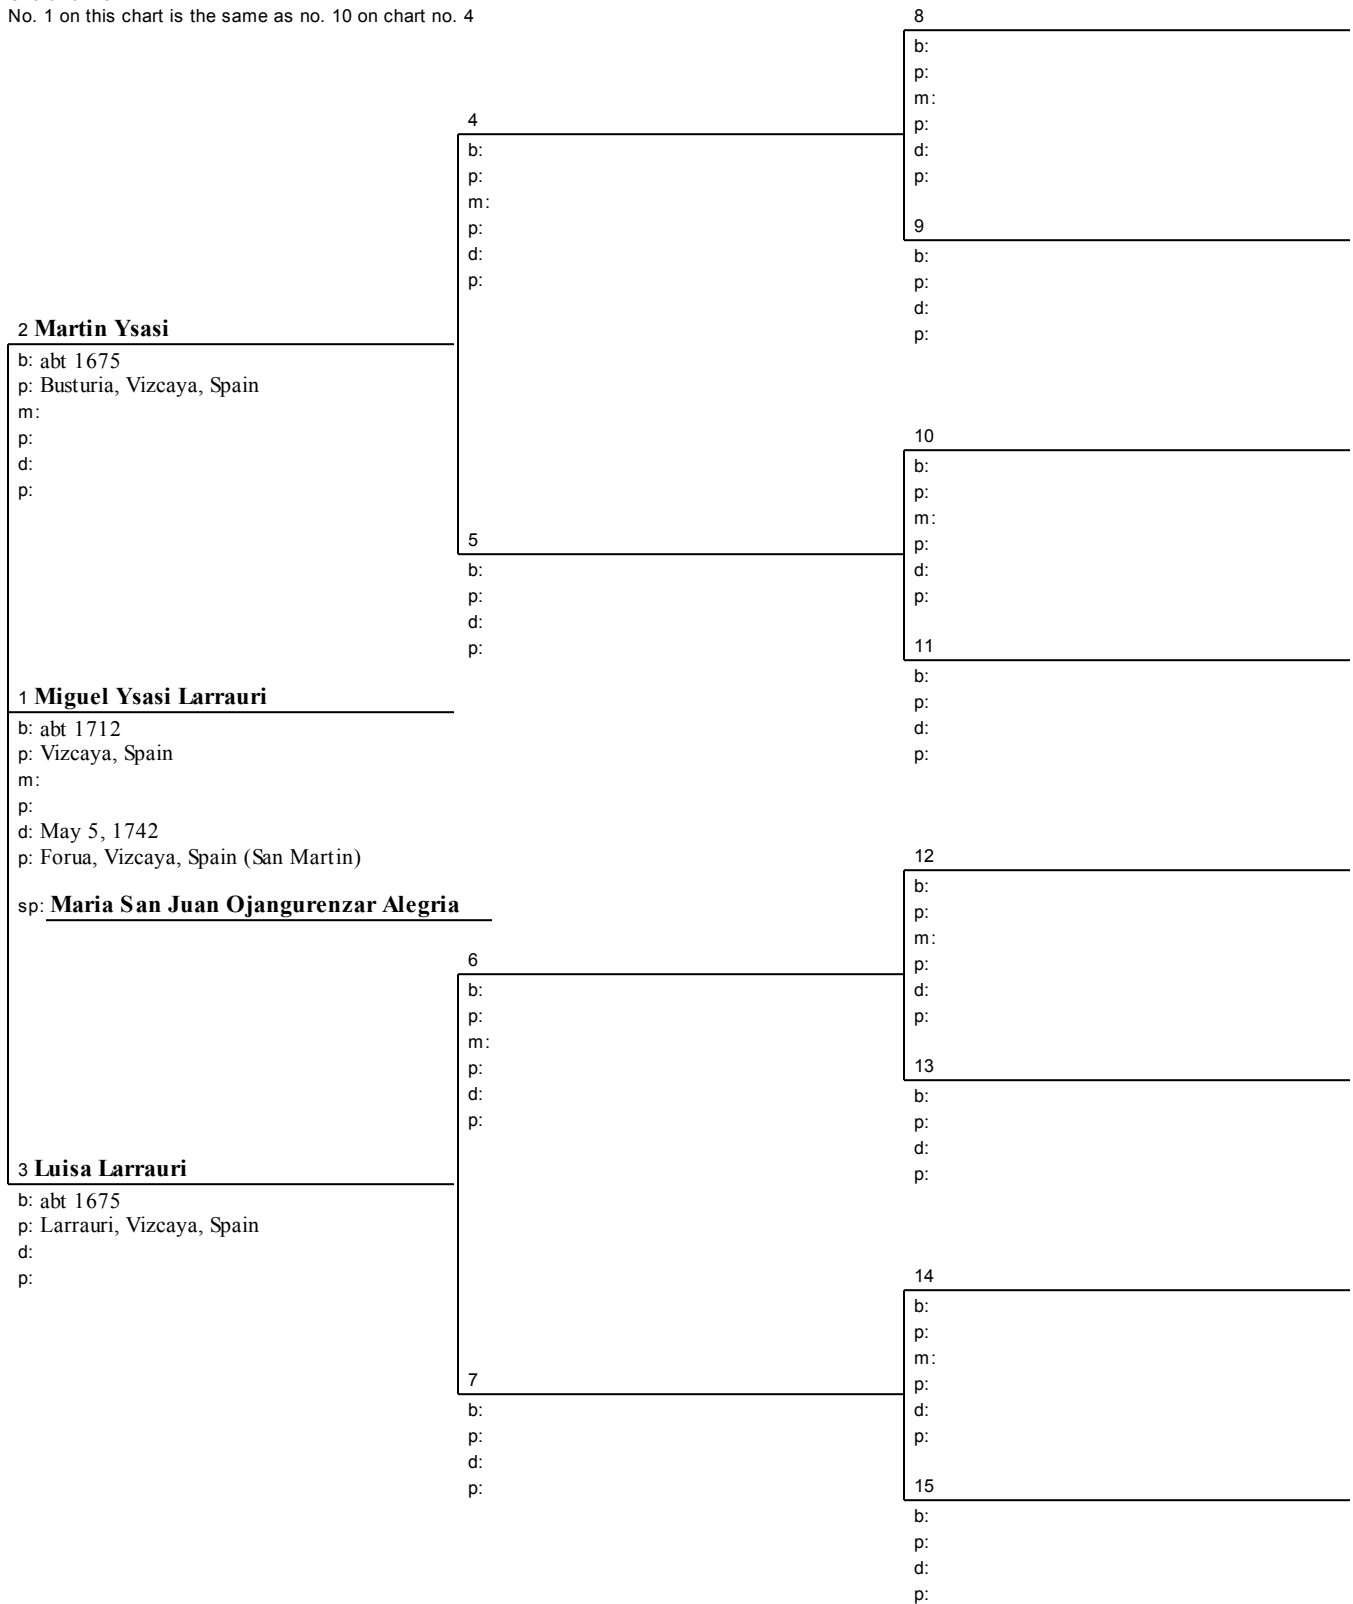 No. 1 on this chart is the same as no. 10 on chart no. 4
8
b:
p:
m:
p:
d:
p:
4
b:
p:
m:
p:
d:
p:
9
b:
p:
d:
p:
2 Martin Ysasi
b: abt 1675
p: Busturia, Vizcaya, Spain
m:
p:
d:
p:
10
b:
p:
m:
p:
d:
p:
5
b:
p:
d:
p:
11
b:
p:
d:
p:
1 Miguel Ysasi Larrauri
b: abt 1712
p: Vizcaya, Spain
m:
p:
d: May 5, 1742
p: Forua, Vizcaya, Spain (San Martin)
sp: Maria San Juan Ojangurenzar Alegria
12
b:
p:
m:
p:
d:
p:
6
b:
p:
m:
p:
d:
p:
13
b:
p:
d:
p:
3 Luisa Larrauri
b: abt 1675
p: Larrauri, Vizcaya, Spain
d:
p:
14
b:
p:
m:
p:
d:
p:
7
b:
p:
d:
p:
15
b:
p:
d:
p: